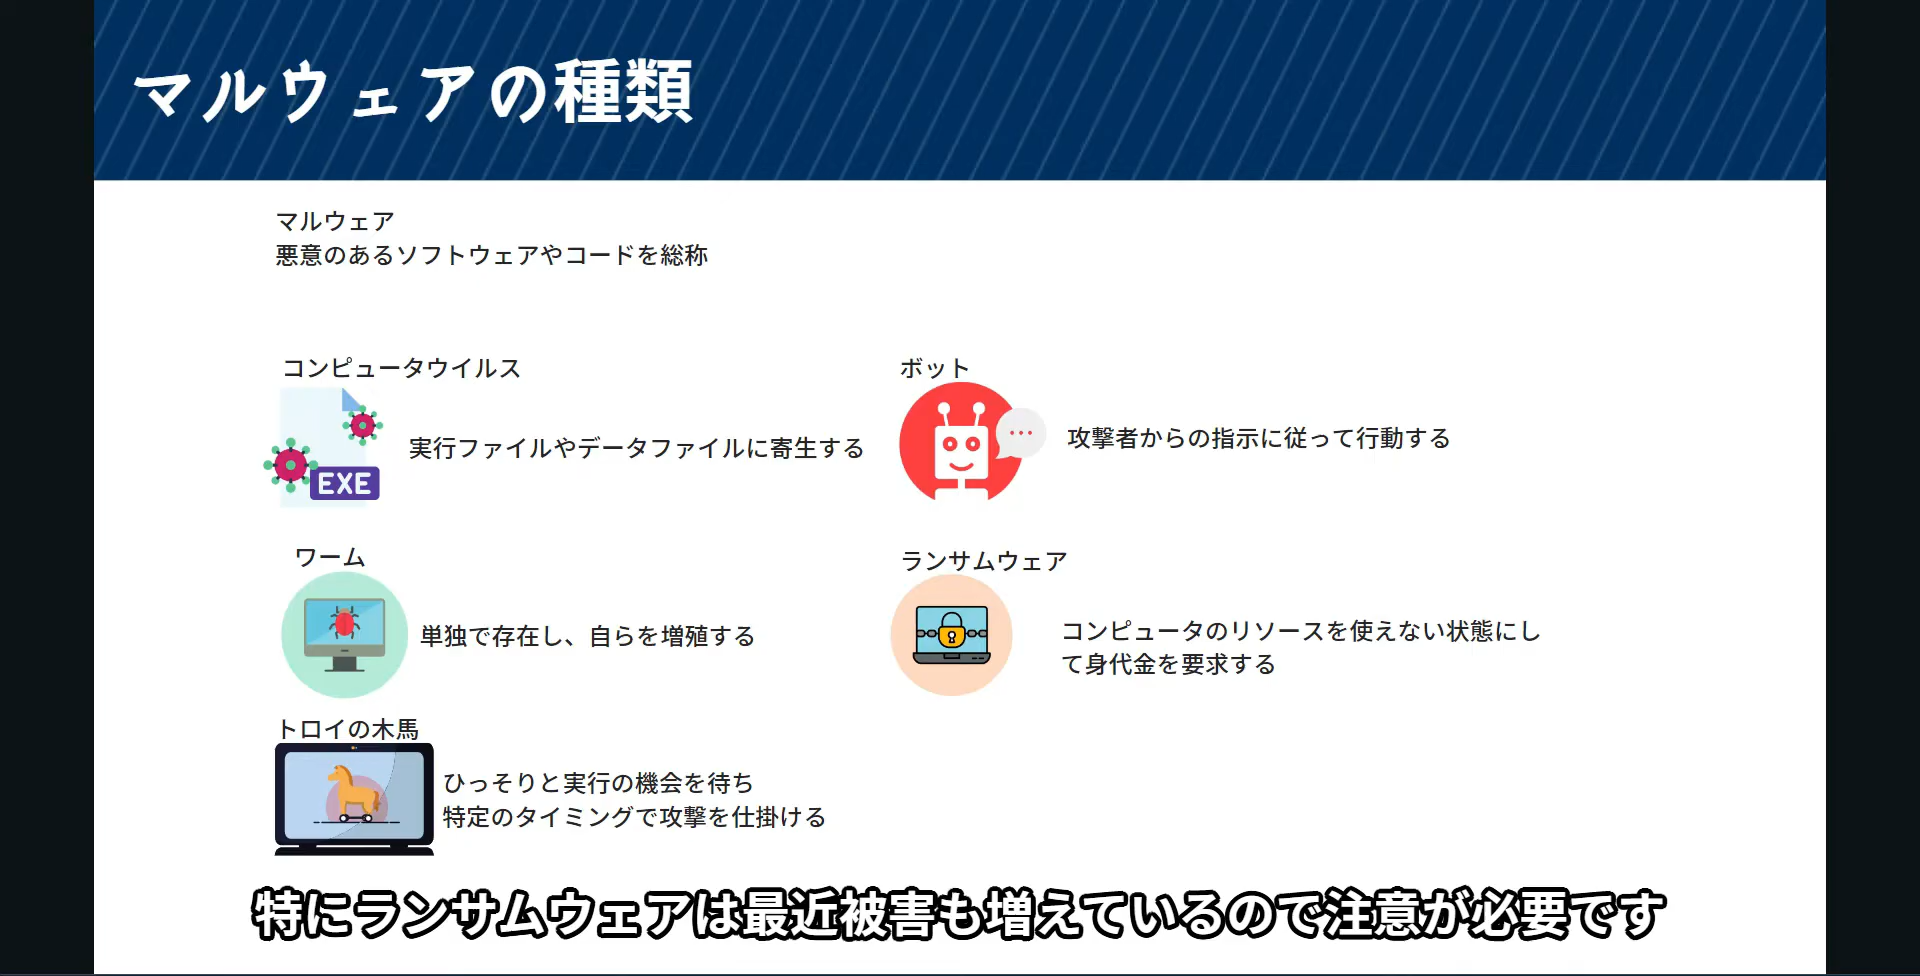 マルウェアの種類
マルウェア
悪意のあるソフトウェアやコードを総称
コンピュータウイルス
EXE
実行ファイルやデータファイルに寄生する
ボット
攻撃者からの指示に従って行動する
ワーム
単独で存在し、自らを増殖する
ランサムウェア
コンピュータのリソースを使えない状態にし
て身代金を要求する
トロイの木馬
ひっそりと実行の機会を待ち
特定のタイミングで攻撃を仕掛ける
特にランサムウェアは最近被害も増えているので注意が必要です